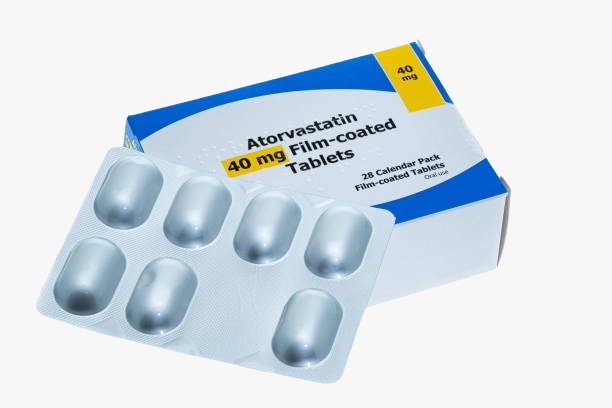 40
mg
Atorvastatin
40 mg Film-coated
Tablets
28 Calendar Pack
Film-coated Tablets
Oral use